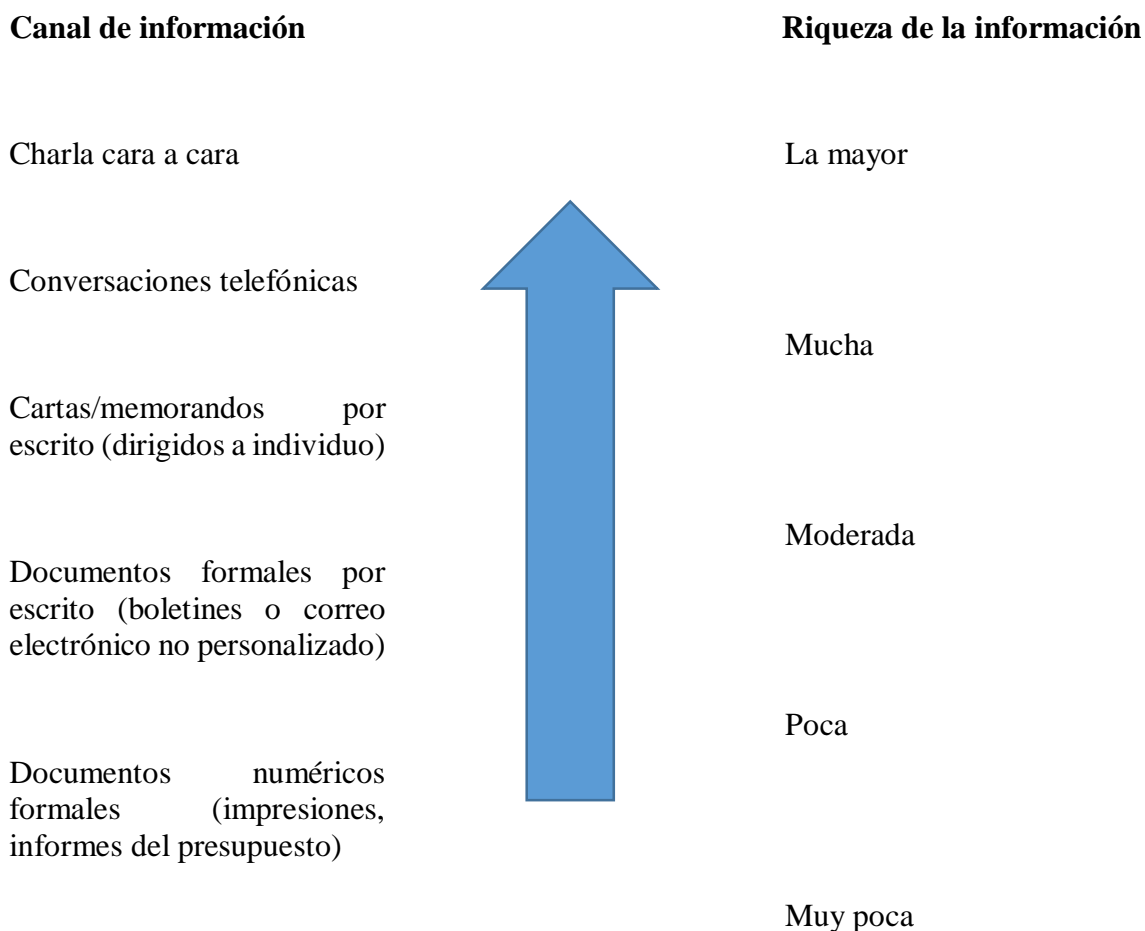 Canal de información
Riqueza de la información
Charla cara a cara
La mayor
Conversaciones telefónicas
Mucha
Cartas/memorandos por
escrito (dirigidos a individuo)
Moderada
Documentos formales por
escrito (boletines o correo
electrónico no personalizado)
Poca
Documentos numéricos
formales (impresiones,
informes del presupuesto)
Muy poca